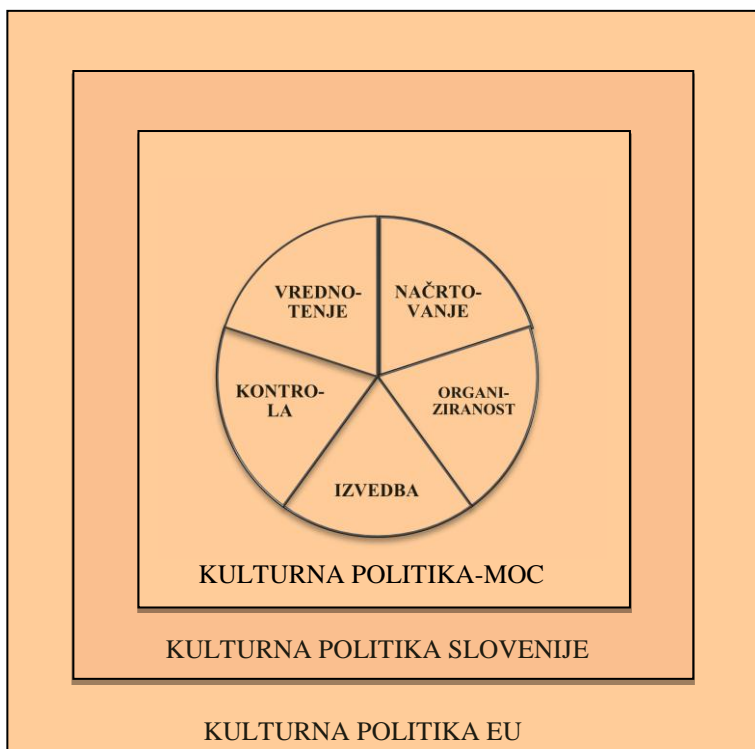 VREDNO-
TENJE
NAČRTO-
VANJE
KONTRO-
LA
ORGANI-
ZIRANOST
IZVEDBA
KULTURNA POLITIKA-MOC
KULTURNA POLITIKA SLOVENIJE
KULTURNA POLITIKA EU